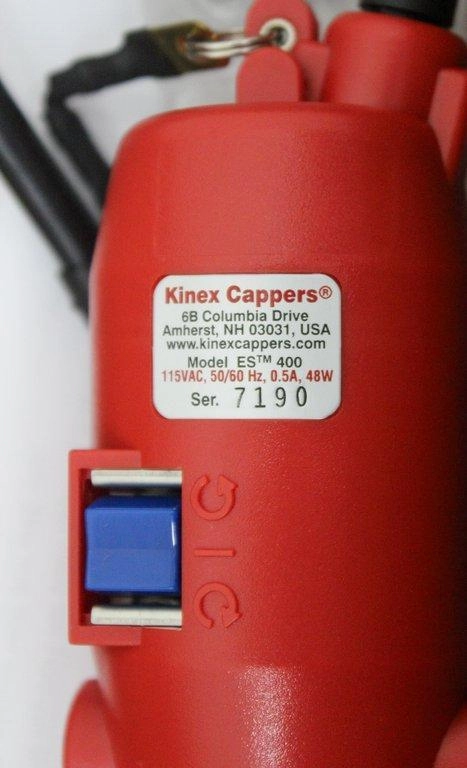 Kinex Cappers®
6B Columbia Drive
Amherst, NH 03031, USA
www.kinexcappers.com
Model ES™ 400
115VAC, 50/60 Hz, 0.5A, 48W
Ser. 7190